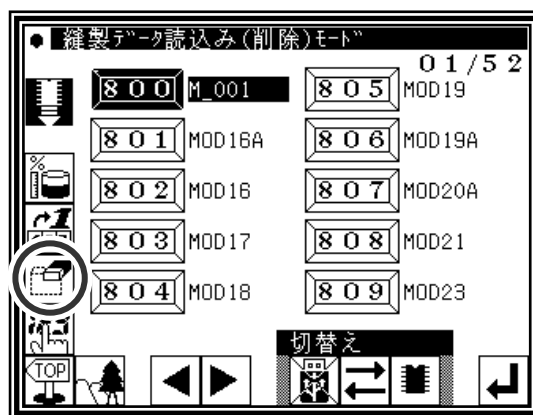 ● 縫製データ読込み(削除)モード
01/52
800 M_001
805 MOD19
801 MOD16A
806 MOD19A
802 MOD16
807 MOD20A
803 MOD17
808 MOD21
804 MOD18
809 MOD23
%
切替え
TOP